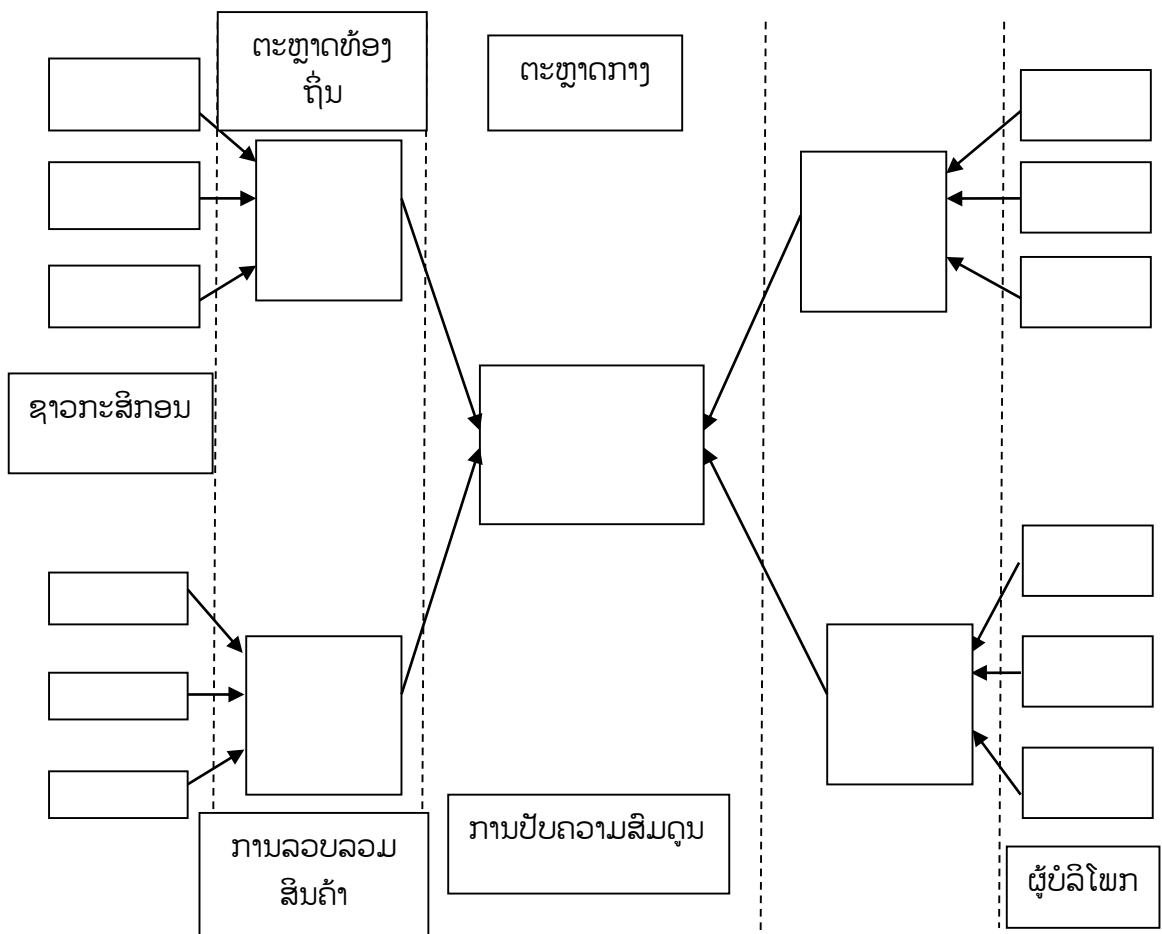 ຕະຫຼາດທ້ອງ
ຖິ່ນ
ຕະຫຼາດກາງ
ຊາວກະສິກອນ
ການລວບລວມ
ສິນຄ້າ
ການປັບຄວາມສົມດູນ
ຜູ້ບໍລິໂພກ